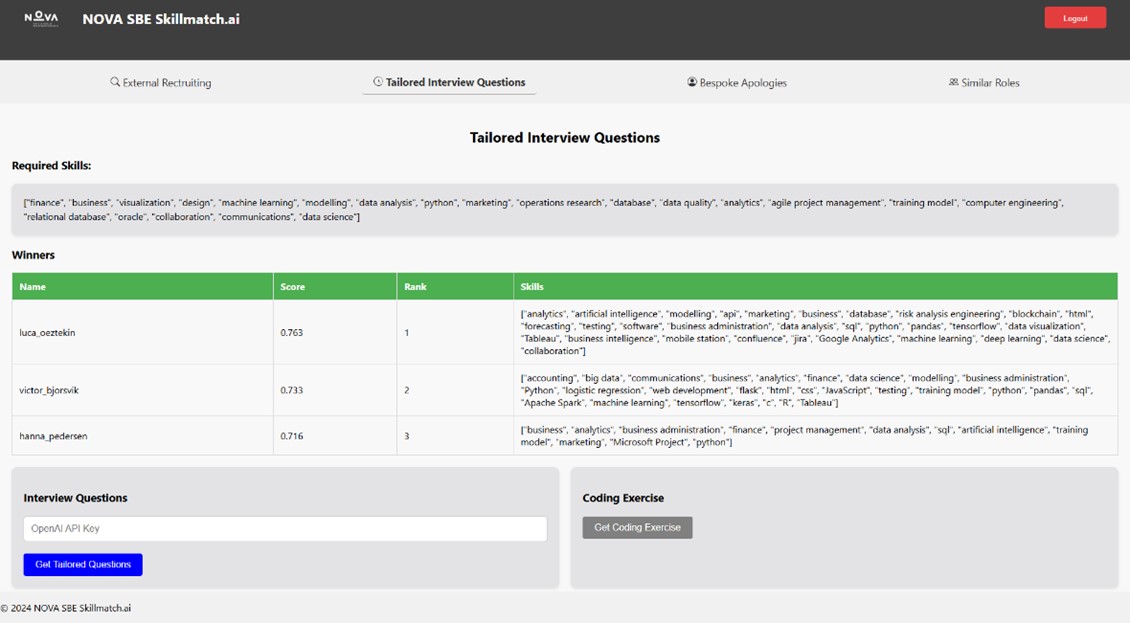 NOVA
NOVA SBE Skillmatch.ai
Logout
External Rectruiting
Tailored Interview Questions
Bespoke Apologies
Similar Roles
Tailored Interview Questions
Required Skills:
["finance", "business", "visualization", "design", "machine learning", "modelling", "data analysis", "python", "marketing", "operations research", "database", "data quality", "analytics", "agile project management", "training model", "computer engineering",
"relational database", "oracle", "collaboration", "communications", "data science"]
Winners
Name Score Rank Skills
luca_oeztekin 0.763 1
["analytics", "artificial intelligence", "modelling", "api", "marketing", "business", "database", "risk analysis engineering", "blockchain", "html",
"forecasting", "testing", "software", "business administration", "data analysis", "sql", "python", "pandas", "tensorflow", "data visualization",
"Tableau", "business intelligence", "mobile station", "confluence", "jira", "Google Analytics", "machine learning", "deep learning", "data science",
"collaboration"]
victor_bjorsvik 0.733 2
["accounting", "big data", "communications", "business", "analytics", "finance", "data science", "modelling", "business administration",
"Python", "logistic regression", "web development", "flask", "html", "css", "JavaScript", "testing", "training model", "python", "pandas", "sql",
"Apache Spark", "machine learning", "tensorflow", "keras", "c", "R", "Tableau"]
hanna_pedersen 0.716 3
["business", "analytics", "business administration", "finance", "project management", "data analysis", "sql", "artificial intelligence", "training
model", "marketing", "Microsoft Project", "python"]
Interview Questions
OpenAI API Key
Get Tailored Questions
Coding Exercise
Get Coding Exercise
© 2024 NOVA SBE Skillmatch.ai